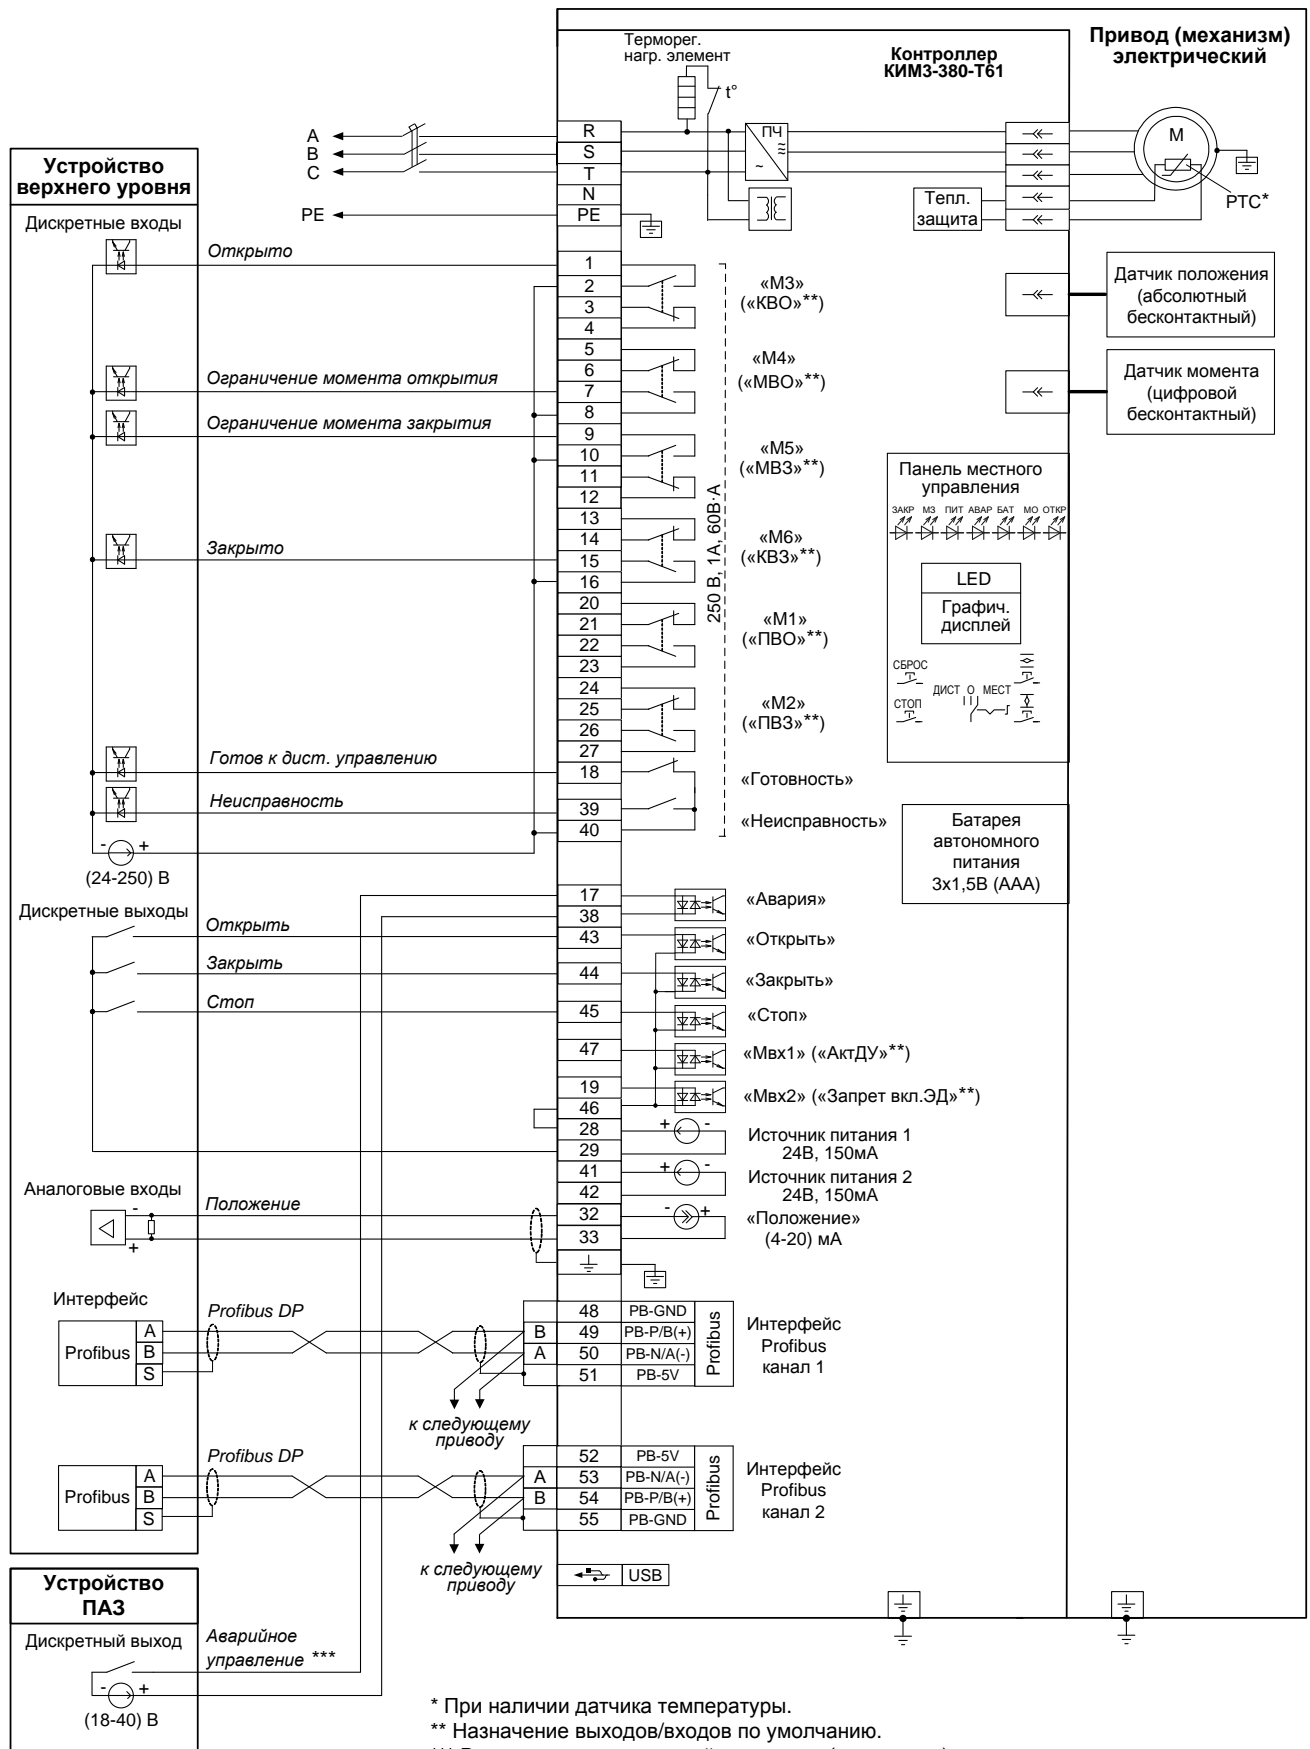 Привод (механизм)
электрический
Контроллер
КИМ3-380-Т61
Терморег.
нагр. элемент
t°
A
B
C
PE
R
S
T
N
PE
ПЧ
≈
~
Тепл.
защита
M
PTC*
Устройство
верхнего уровня
Дискретные входы
Открыто
Ограничение момента открытия
Ограничение момента закрытия
Закрыто
Готов к дист. управлению
Неисправность
- +
(24-250) В
1
2
3
4
5
6
7
8
9
10
11
12
13
14
15
16
20
21
22
23
24
25
26
27
18
39
40
«М3»
(«КВО»**)
«М4»
(«МВО»**)
«М5»
(«МВЗ»**)
«М6»
(«КВЗ»**)
«М1»
(«ПВО»**)
«М2»
(«ПВЗ»**)
«Готовность»
«Неисправность»
250 В, 1А, 60В·А
Датчик положения
(абсолютный
бесконтактный)
Датчик момента
(цифровой
бесконтактный)
Панель местного
управления
ЗАКР МЗ ПИТ АВАР БАТ МО ОТКР
LED
Графич.
дисплей
СБРОС
СТОП
ДИСТ О МЕСТ
Батарея
автономного
питания
3х1,5В (ААА)
Дискретные выходы
Открыть
Закрыть
Стоп
17
38
43
44
45
47
19
46
28
29
41
42
32
33
«Авария»
«Открыть»
«Закрыть»
«Стоп»
«Мвх1» («АктДУ»**)
«Мвх2» («Запрет вкл.ЭД»**)
+ -
Источник питания 1
24В, 150мА
+ -
Источник питания 2
24В, 150мА
- +
«Положение»
(4-20) мА
Аналоговые входы
Положение
-
+
Интерфейс
Profibus
A
B
S
Profibus DP
B
A
48 PB-GND
49 PB-P/B(+)
50 PB-N/A(-)
51 PB-5V
Profibus
Интерфейс
Profibus
канал 1
к следующему
приводу
Profibus
A
B
S
Profibus DP
A
B
52 PB-5V
53 PB-N/A(-)
54 PB-P/B(+)
55 PB-GND
Profibus
Интерфейс
Profibus
канал 2
к следующему
приводу
USB
Устройство
ПАЗ
Дискретный выход
Аварийное
управление ***
- +
(18-40) В
* При наличии датчика температуры.
** Назначение выходов/входов по умолчанию.